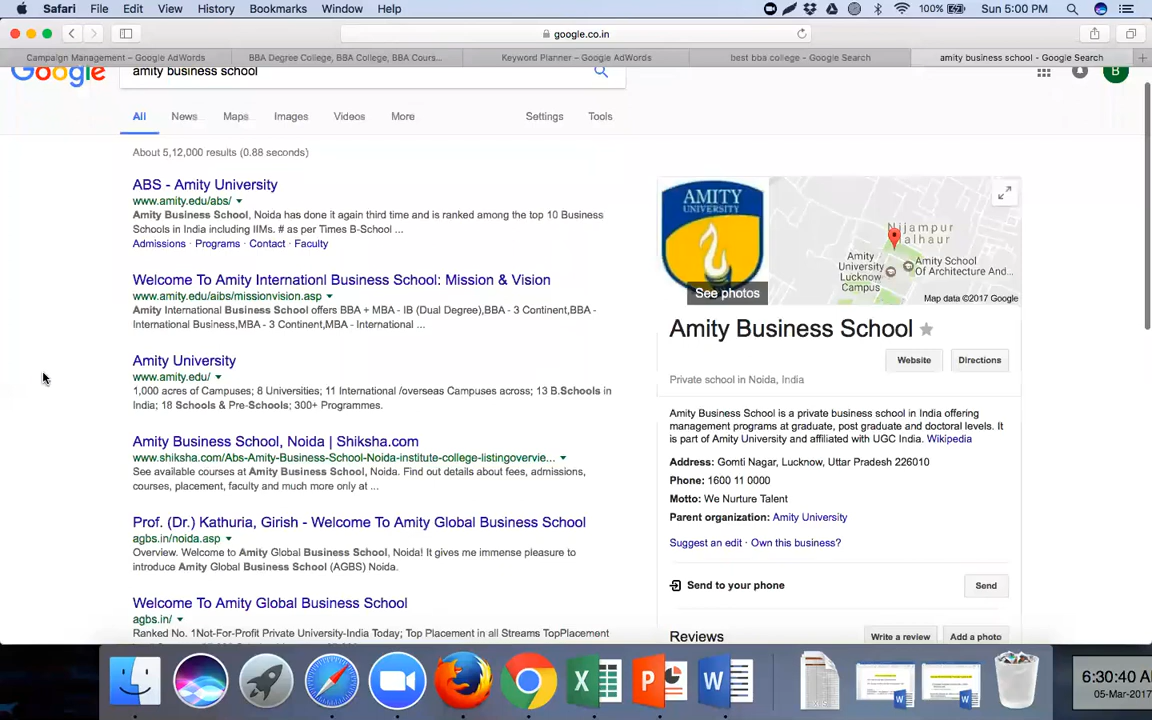 Safari File Edit View History Bookmarks Window Help 100% Sun 5:00 PM
google.co.in
Campaign Management – Google AdWords
BBA Degree College, BBA College, BBA Cours...
Keyword Planner – Google AdWords
best bba college - Google Search
amity business school - Google Search
Google
amity business school
B
All News Maps Images Videos More Settings Tools
About 5,12,000 results (0.88 seconds)
ABS - Amity University
www.amity.edu/abs/
Amity Business School, Noida has done it again third time and is ranked among the top 10 Business
Schools in India including IIMs. # as per Times B-School ...
Admissions · Programs · Contact · Faculty
Welcome To Amity Internationl Business School: Mission & Vision
www.amity.edu/aibs/missionvision.asp
Amity International Business School offers BBA + MBA - IB (Dual Degree),BBA - 3 Continent,BBA -
International Business,MBA - 3 Continent,MBA - International ...
Amity University
www.amity.edu/
1,000 acres of Campuses; 8 Universities; 11 International /overseas Campuses across; 13 B.Schools in
India; 18 Schools & Pre-Schools; 300+ Programmes.
Amity Business School, Noida | Shiksha.com
www.shiksha.com/Abs-Amity-Business-School-Noida-institute-college-listingovervie...
See available courses at Amity Business School, Noida. Find out details about fees, admissions,
courses, placement, faculty and much more only at ...
Prof. (Dr.) Kathuria, Girish - Welcome To Amity Global Business School
agbs.in/noida.asp
Overview. Welcome to Amity Global Business School, Noida! It gives me immense pleasure to
introduce Amity Global Business School (AGBS) Noida.
Welcome To Amity Global Business School
agbs.in/
Ranked No. 1Not-For-Profit Private University-India Today; Top Placement in all Streams TopPlacement
AMITY
UNIVERSITY
See photos
Nijampur
Malhaur
Amity
University
Lucknow
Campus
Amity School
Of Architecture And...
Map data ©2017 Google
Amity Business School
Website
Directions
Private school in Noida, India
Amity Business School is a private business school in India offering
management programs at graduate, post graduate and doctoral levels. It
is part of Amity University and affiliated with UGC India. Wikipedia
Address: Gomti Nagar, Lucknow, Uttar Pradesh 226010
Phone: 1600 11 0000
Motto: We Nurture Talent
Parent organization: Amity University
Suggest an edit · Own this business?
Send to your phone
Send
Reviews
Write a review
Add a photo
6:30:40 A
05-Mar-2017